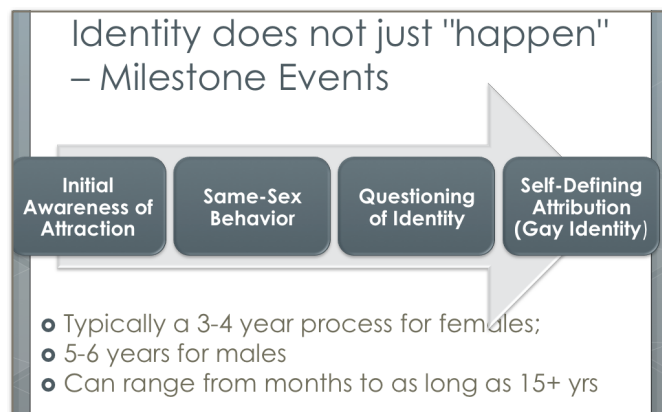 Identity does not just "happen"
– Milestone Events
Initial
Awareness of
Attraction
Same-Sex
Behavior
Questioning
of Identity
Self-Defining
Attribution
(Gay Identity)
Typically a 3-4 year process for females;
5-6 years for males
Can range from months to as long as 15+ yrs